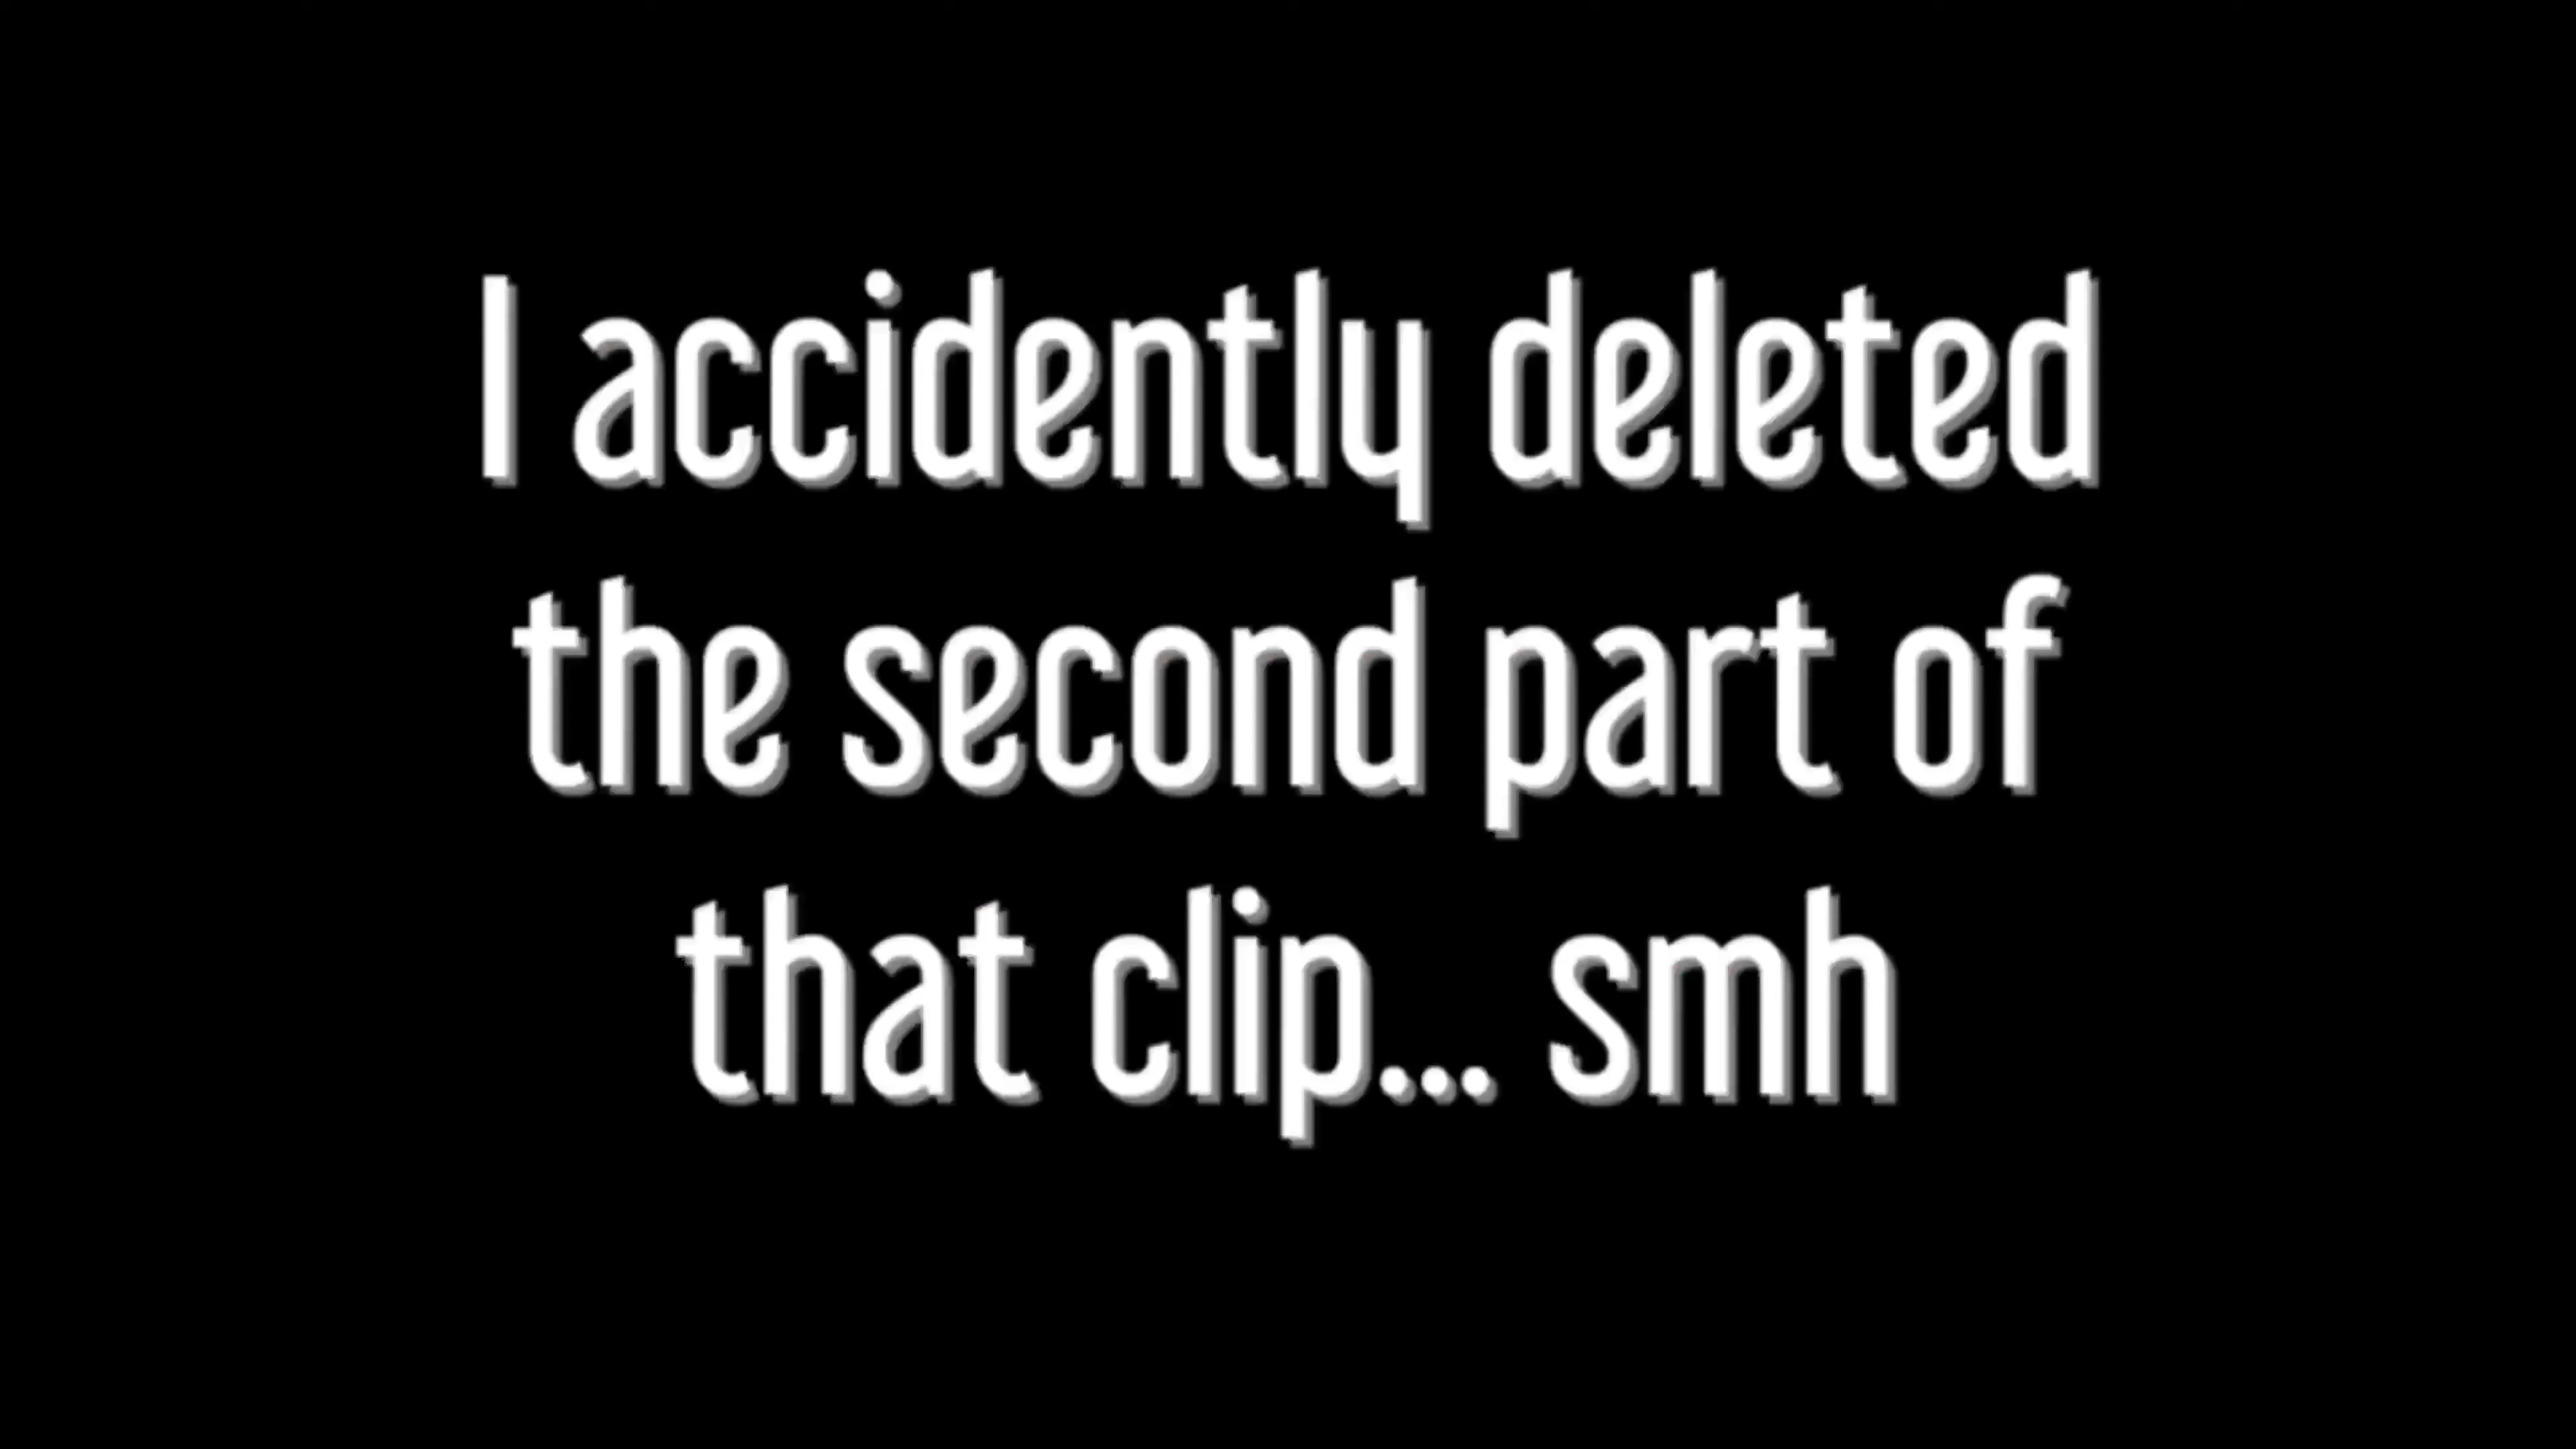 I accidently deleted
the second part of
that clip... smh